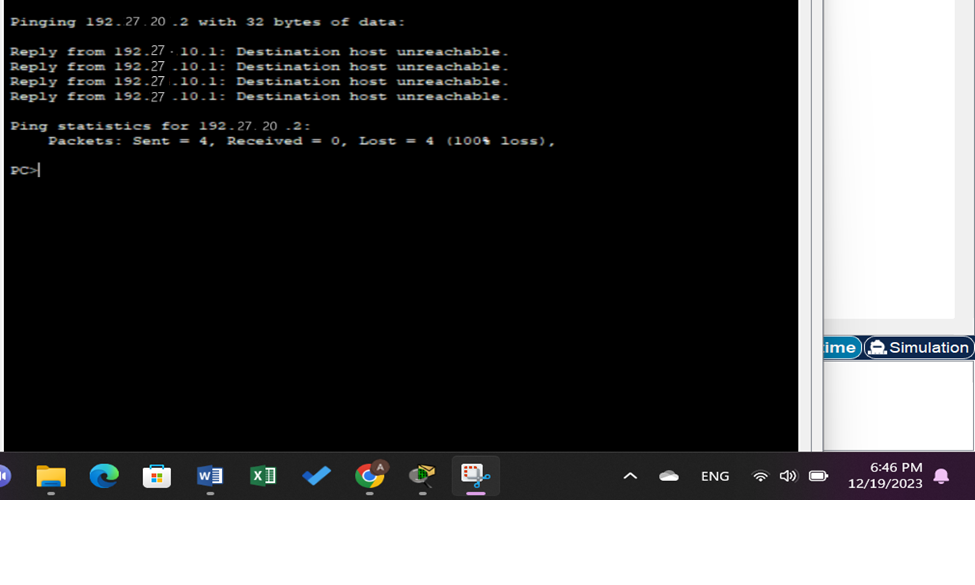 Pinging 192.27.20 .2 with 32 bytes of data:
Reply from 192.27 . 10.1: Destination host unreachable.
Reply from 192.27 .10.1: Destination host unreachable.
Reply from 192.27 .10.1: Destination host unreachable.
Reply from 192.27 .10.1: Destination host unreachable.
Ping statistics for 192.27. 20 .2:
Packets: Sent = 4, Received = 0, Lost = 4 (100% loss),
PC>
ime
Simulation
A
ENG
6:46 PM
12/19/2023